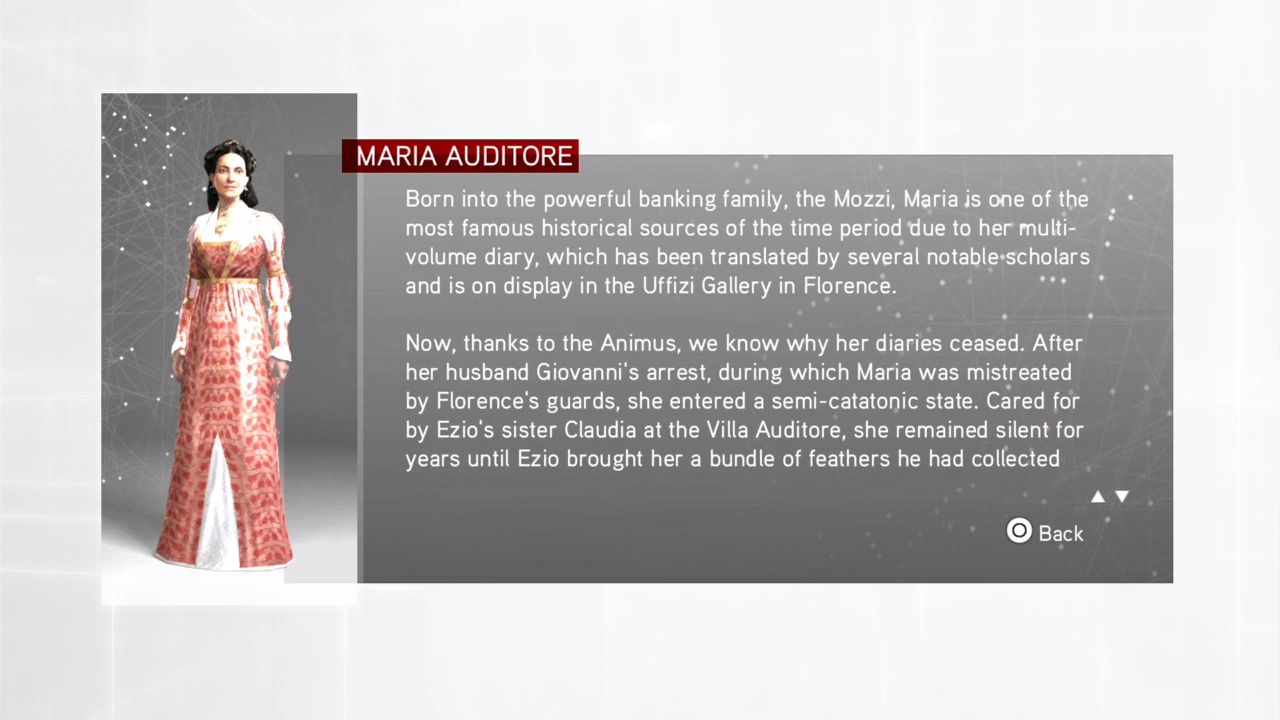 MARIA AUDITORE
Born into the powerful banking family, the Mozzi, Maria is one of the
most famous historical sources of the time period due to her multi-
volume diary, which has been translated by several notable scholars
and is on display in the Uffizi Gallery in Florence.
Now, thanks to the Animus, we know why her diaries ceased. After
her husband Giovanni's arrest, during which Maria was mistreated
by Florence's guards, she entered a semi-catatonic state. Cared for
by Ezio's sister Claudia at the Villa Auditore, she remained silent for
years until Ezio brought her a bundle of feathers he had collected
Back